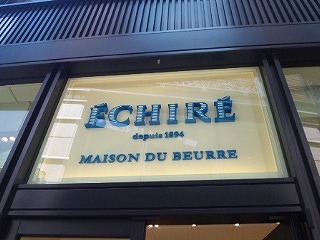 ÉCHIRÉ
depuis 1894
MAISON DU BEURRE